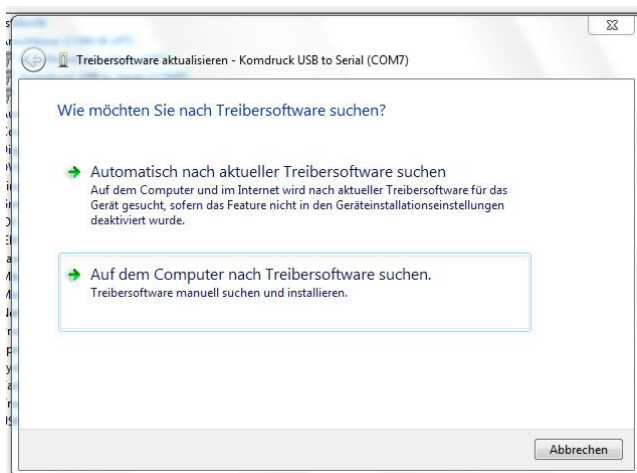 Treibersoftware aktualisieren - Komdruck USB to Serial (COM7)
Wie möchten Sie nach Treibersoftware suchen?
Automatisch nach aktueller Treibersoftware suchen
Auf dem Computer und im Internet wird nach aktueller Treibersoftware für das
Gerät gesucht, sofern das Feature nicht in den Geräteinstallationseinstellungen
deaktiviert wurde.
Auf dem Computer nach Treibersoftware suchen.
Treibersoftware manuell suchen und installieren.
Abbrechen